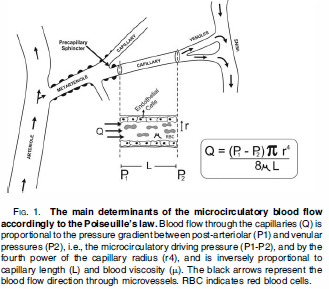 Precapillary
Sphincter
CAPILLARY
VENULES
VEINS
METARTERIOLE
CAPILLARY
ARTERIOLE
Endothelial
Cells
Q
r
μ RBC
L
P1
P2
Q = (P1 - P2) π r4
8μL
FIG. 1. The main determinants of the microcirculatory blood flow
accordingly to the Poiseuille's law. Blood flow through the capillaries (Q) is
proportional to the pressure gradient between post-arteriolar (P1) and venular
pressures (P2), i.e., the microcirculatory driving pressure (P1-P2), and by the
fourth power of the capillary radius (r4), and is inversely proportional to
capillary length (L) and blood viscosity (μ). The black arrows represent the
blood flow direction through microvessels. RBC indicates red blood cells.